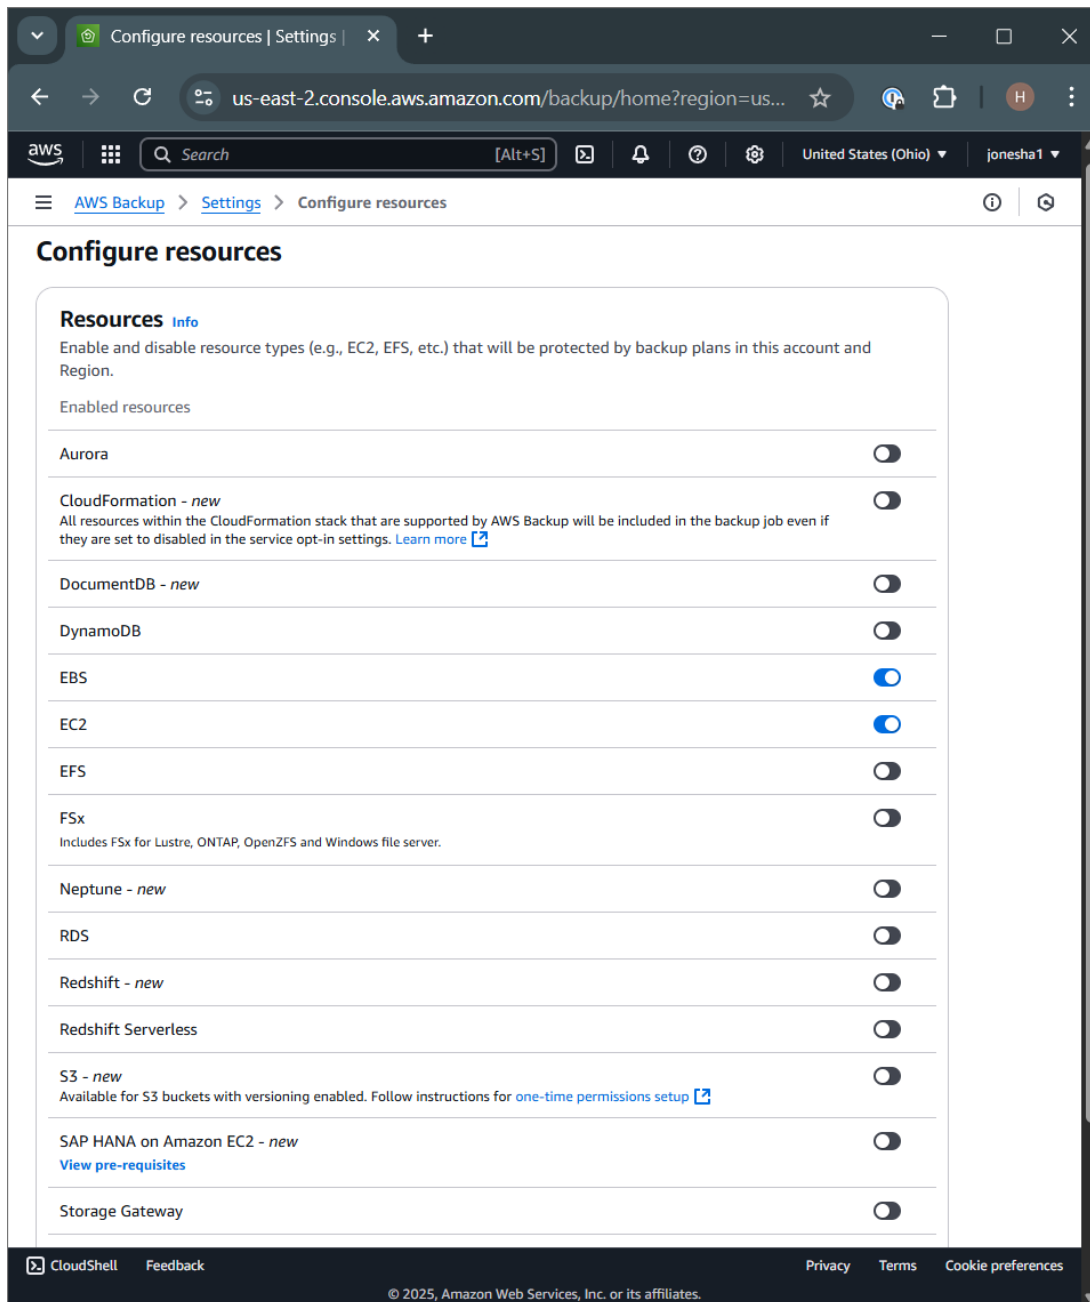 Configure resources | Settings |
us-east-2.console.aws.amazon.com/backup/home?region=us...
H
aws
Search [Alt+S]
United States (Ohio) ▼
jonesha1 ▼
AWS Backup > Settings > Configure resources
Configure resources
Resources Info
Enable and disable resource types (e.g., EC2, EFS, etc.) that will be protected by backup plans in this account and
Region.
Enabled resources
Aurora
CloudFormation - new
All resources within the CloudFormation stack that are supported by AWS Backup will be included in the backup job even if
they are set to disabled in the service opt-in settings. Learn more
DocumentDB - new
DynamoDB
EBS
EC2
EFS
FSx
Includes FSx for Lustre, ONTAP, OpenZFS and Windows file server.
Neptune - new
RDS
Redshift - new
Redshift Serverless
S3 - new
Available for S3 buckets with versioning enabled. Follow instructions for one-time permissions setup
SAP HANA on Amazon EC2 - new
View pre-requisites
Storage Gateway
CloudShell Feedback Privacy Terms Cookie preferences
© 2025, Amazon Web Services, Inc. or its affiliates.